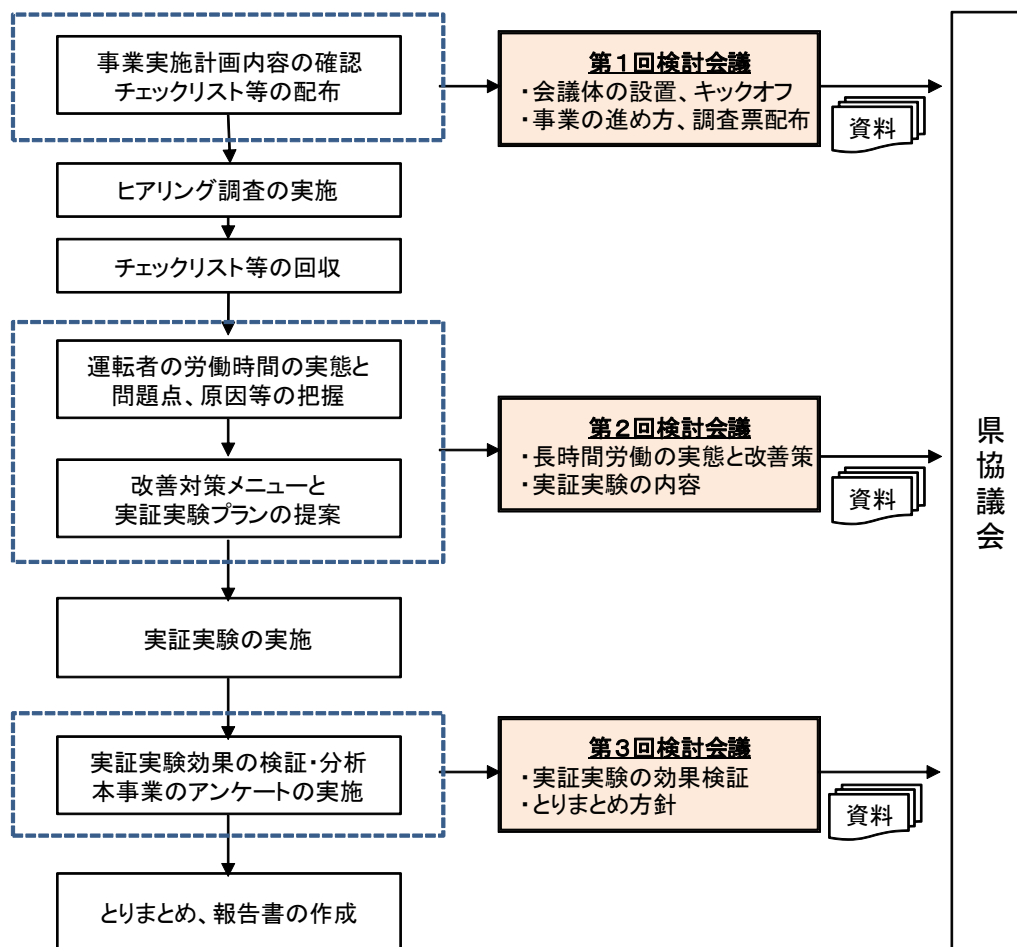 事業実施計画内容の確認
チェックリスト等の配布
第1回検討会議
・会議体の設置、キックオフ
・事業の進め方、調査票配布
資料
ヒアリング調査の実施
チェックリスト等の回収
運転者の労働時間の実態と
問題点、原因等の把握
改善対策メニューと
実証実験プランの提案
第2回検討会議
・長時間労働の実態と改善策
・実証実験の内容
資料
県協議会
実証実験の実施
実証実験効果の検証・分析
本事業のアンケートの実施
第3回検討会議
・実証実験の効果検証
・とりまとめ方針
資料
とりまとめ、報告書の作成